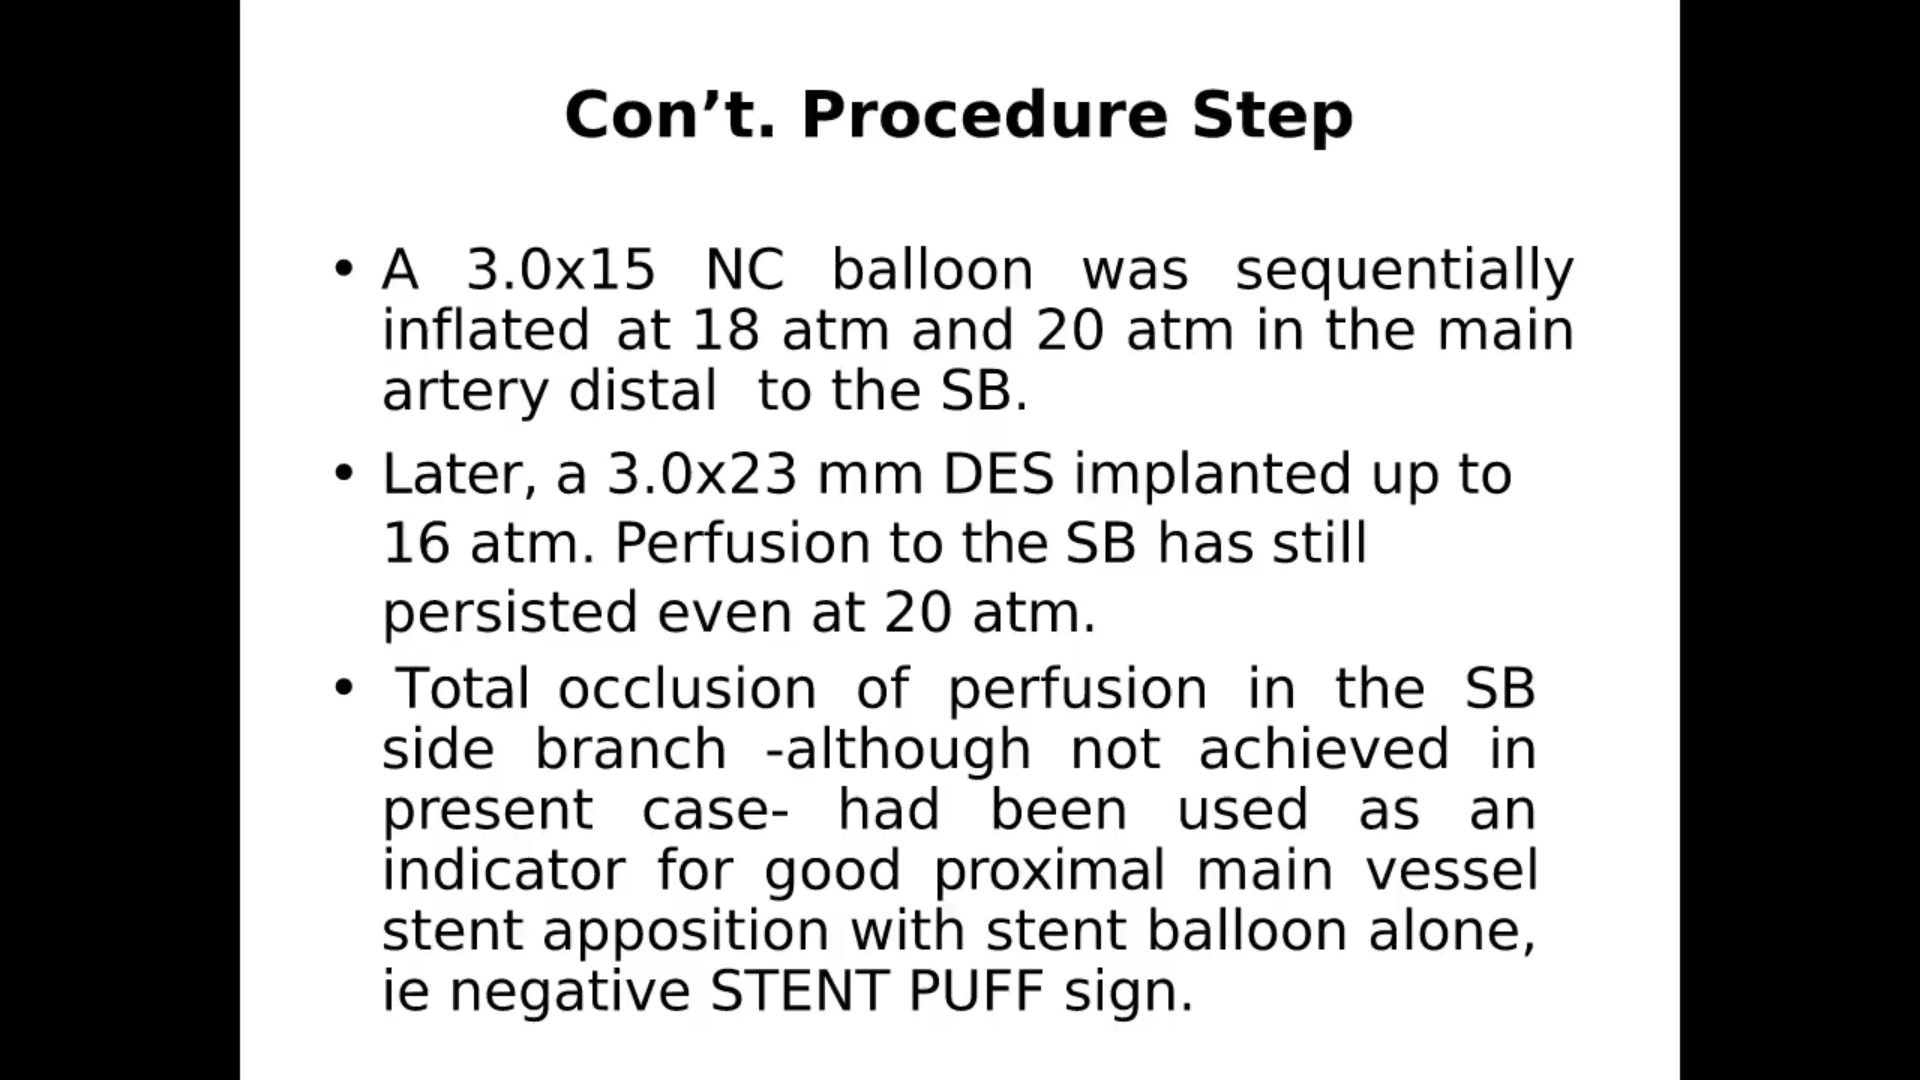 Con’t. Procedure Step
• A 3.0x15 NC balloon was sequentially
inflated at 18 atm and 20 atm in the main
artery distal to the SB.
• Later, a 3.0x23 mm DES implanted up to
16 atm. Perfusion to the SB has still
persisted even at 20 atm.
• Total occlusion of perfusion in the SB
side branch -although not achieved in
present case- had been used as an
indicator for good proximal main vessel
stent apposition with stent balloon alone,
ie negative STENT PUFF sign.